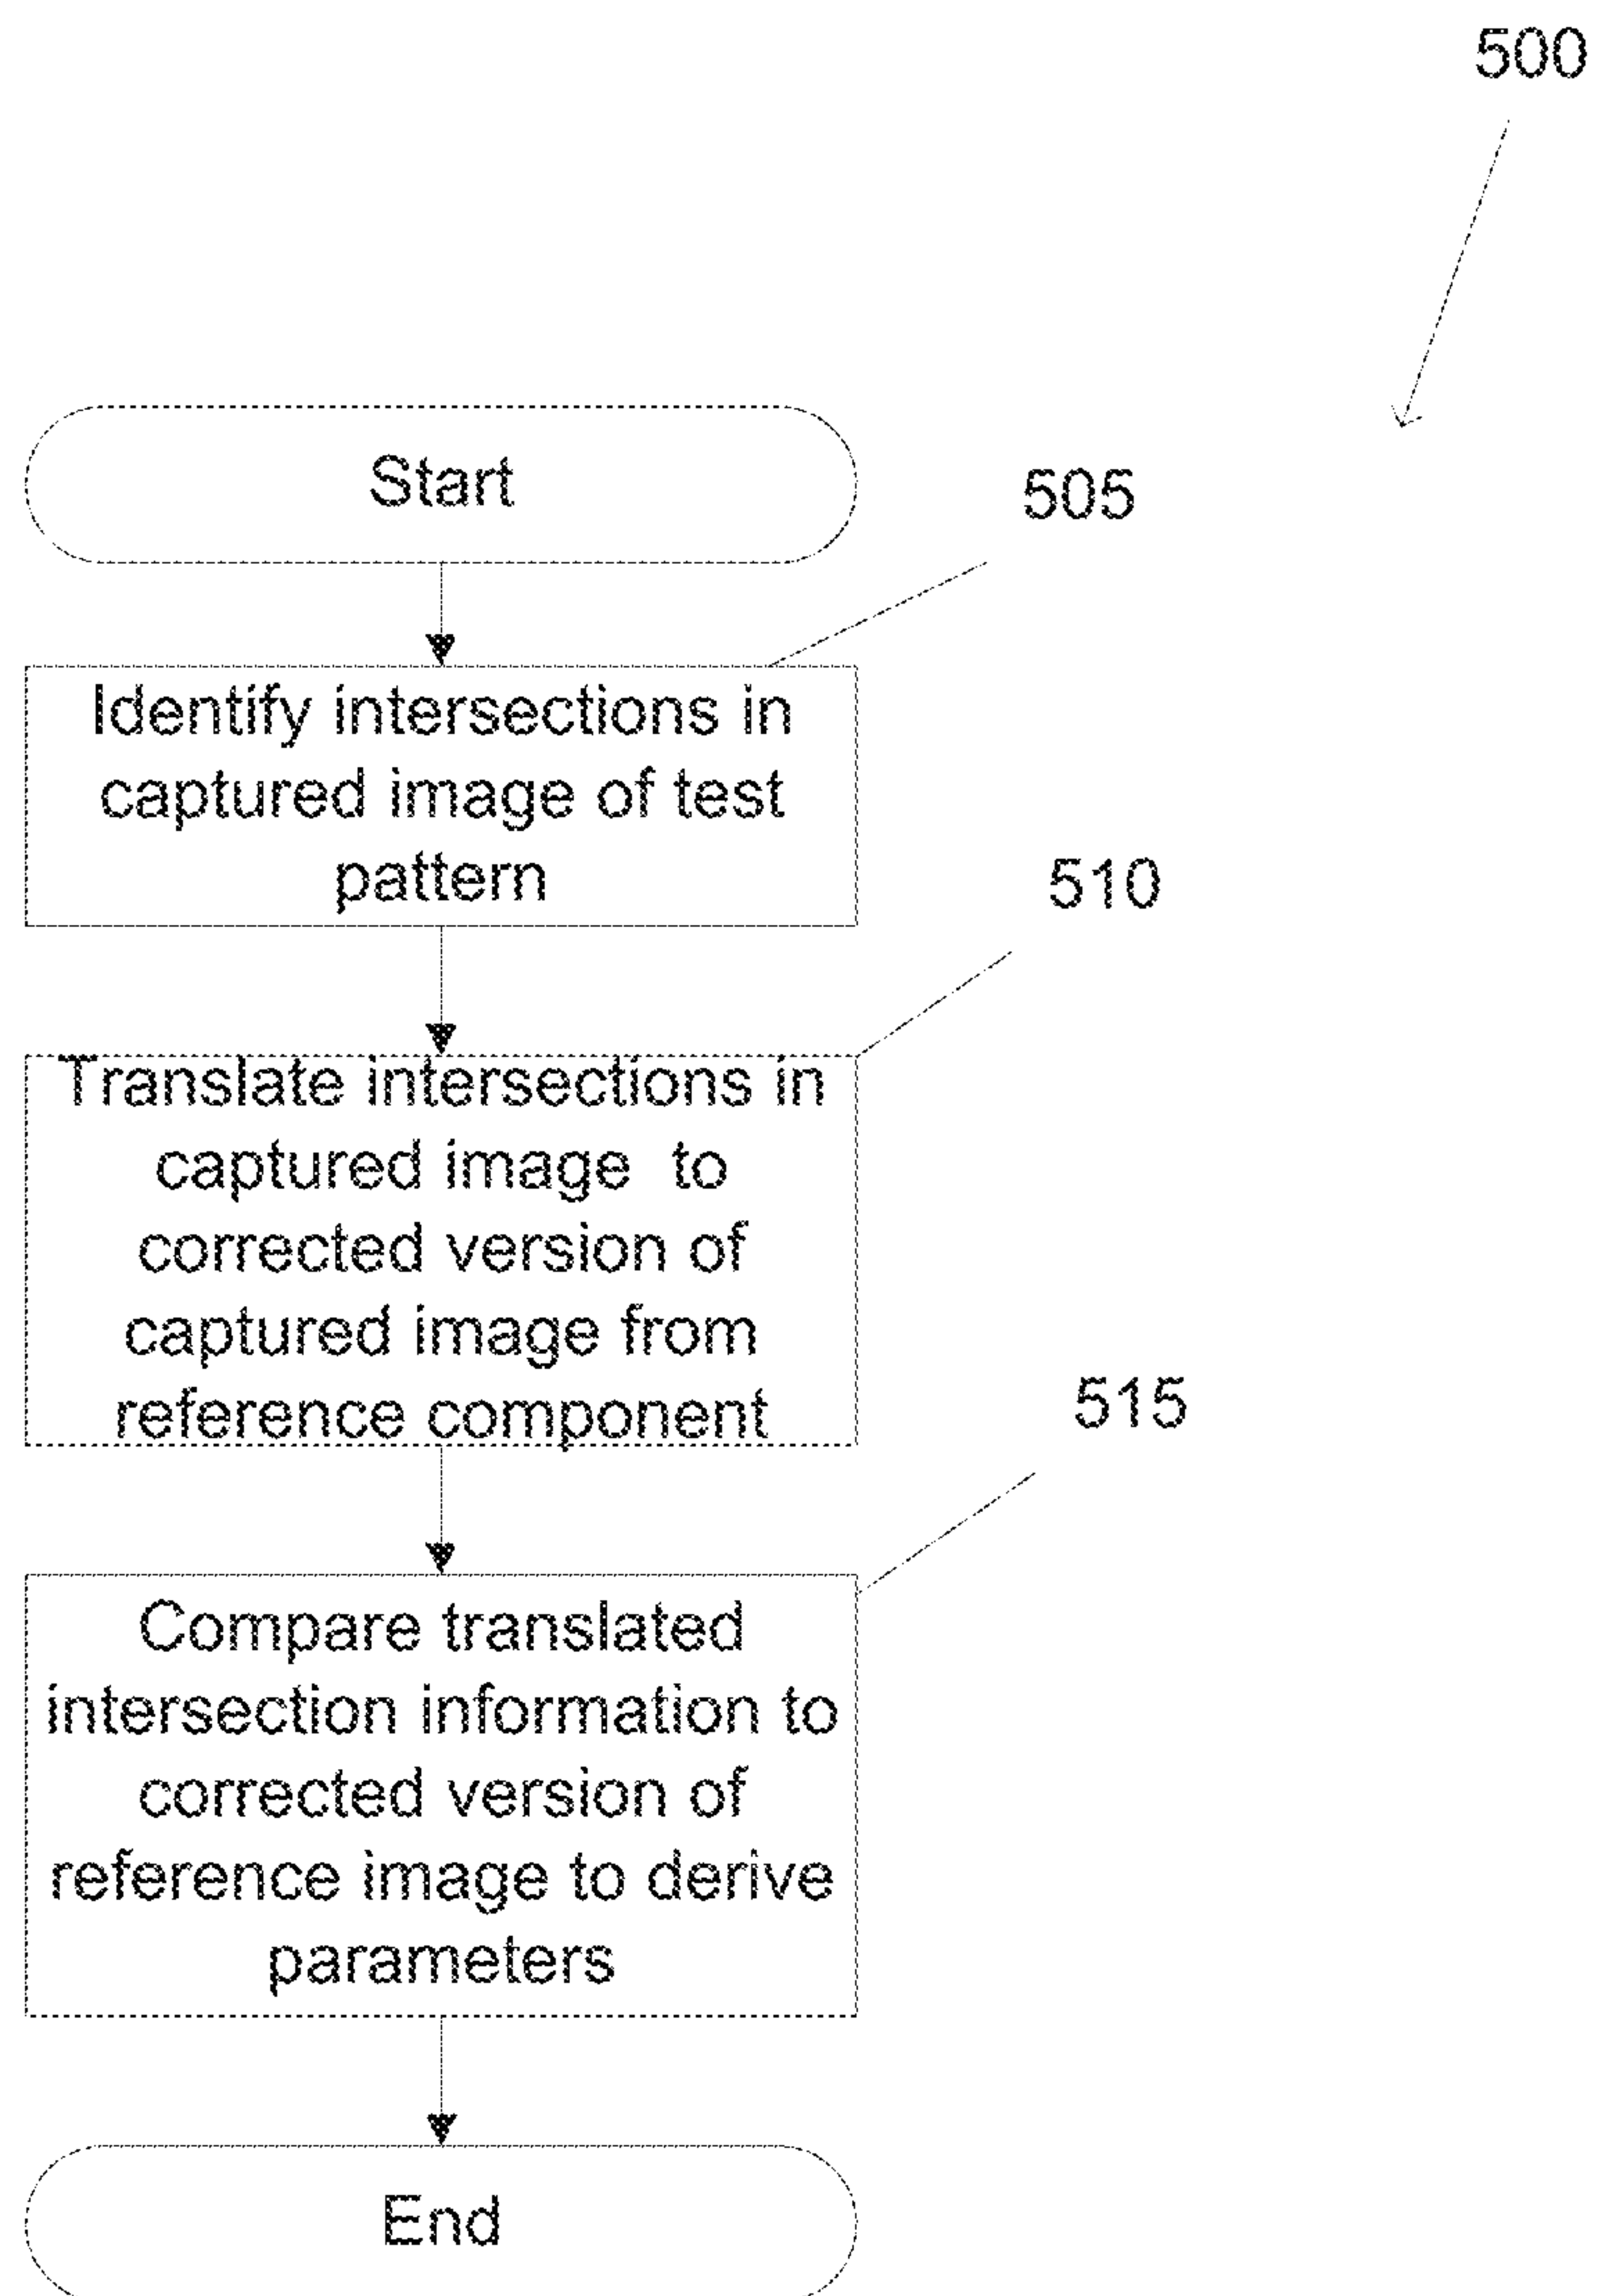 500
Start
505
Identify intersections in
captured image of test
pattern
510
Translate intersections in
captured image to
corrected version of
captured image from
reference component
515
Compare translated
intersection information to
corrected version of
reference image to derive
parameters
End